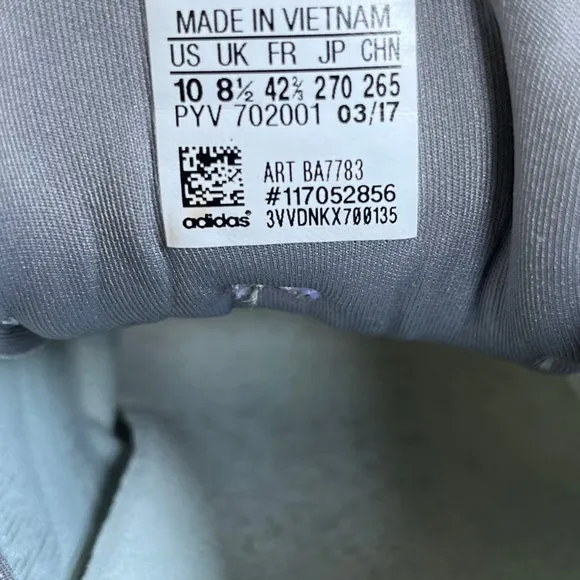 MADE IN VIETNAM
US UK FR JP CHN
10 8½ 42⅔ 270 265
PYV 702001 03/17
ART BA7783
#117052856
adidas® 3VVDNKX700135